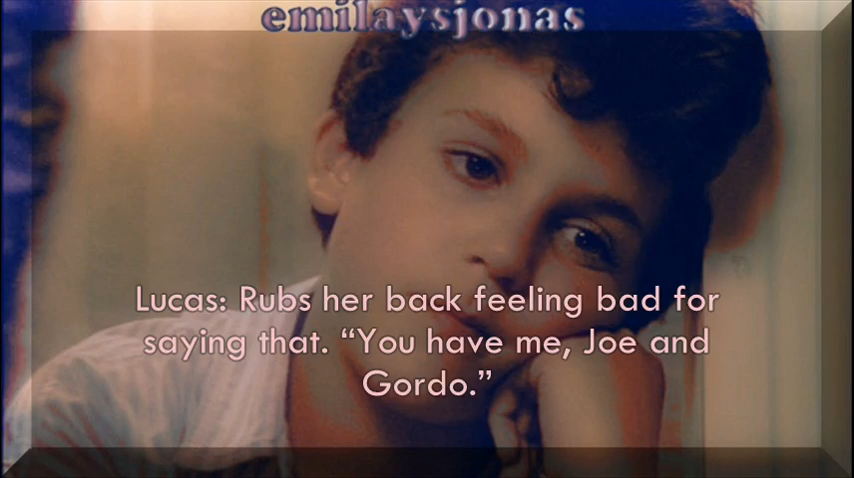 emilaysjonas
Lucas: Rubs her back feeling bad for
saying that. “You have me, Joe and
Gordo.”